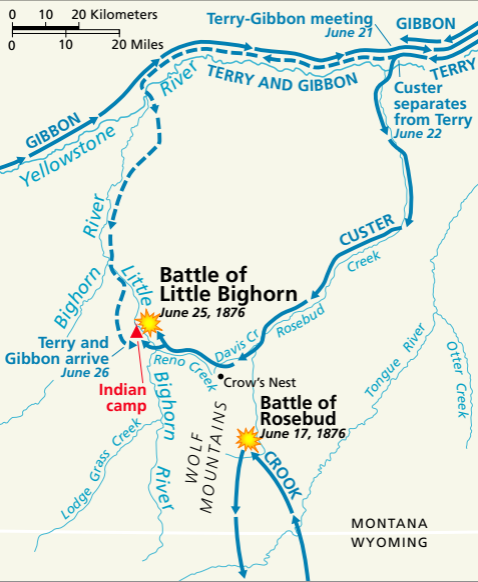 0 10 20 Kilometers
0 10 20 Miles
Terry-Gibbon meeting
June 21
GIBBON
TERRY
TERRY AND GIBBON
Custer
separates
from Terry
June 22
GIBBON
Yellowstone
River
River
Bighorn
CUSTER
Creek
Rosebud
Battle of
Little Bighorn
June 25, 1876
Little
Bighorn
River
Terry and
Gibbon arrive
June 26
Indian
camp
Reno Creek
Davis Cr
Crow's Nest
Tongue River
Otter Creek
Battle of
Rosebud
June 17, 1876
CROOK
WOLF
MOUNTAINS
Lodge Grass Creek
MONTANA
WYOMING